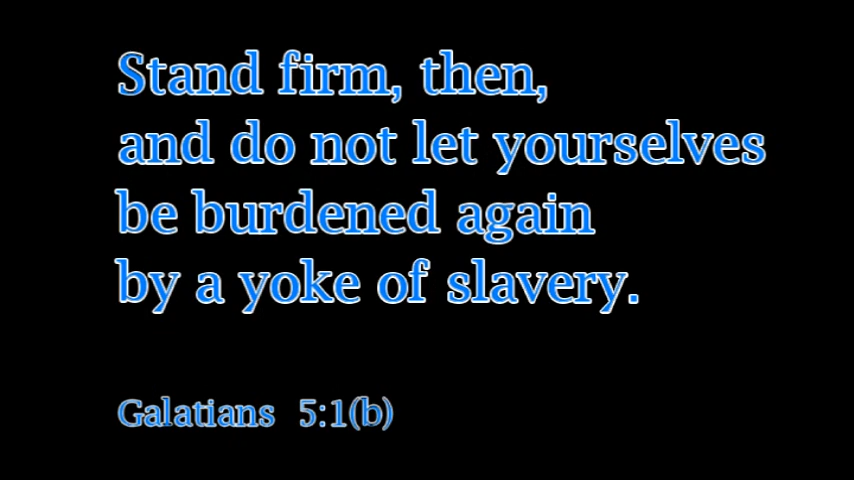 Stand firm, then,
and do not let yourselves
be burdened again
by a yoke of slavery.
Galatians 5:1(b)